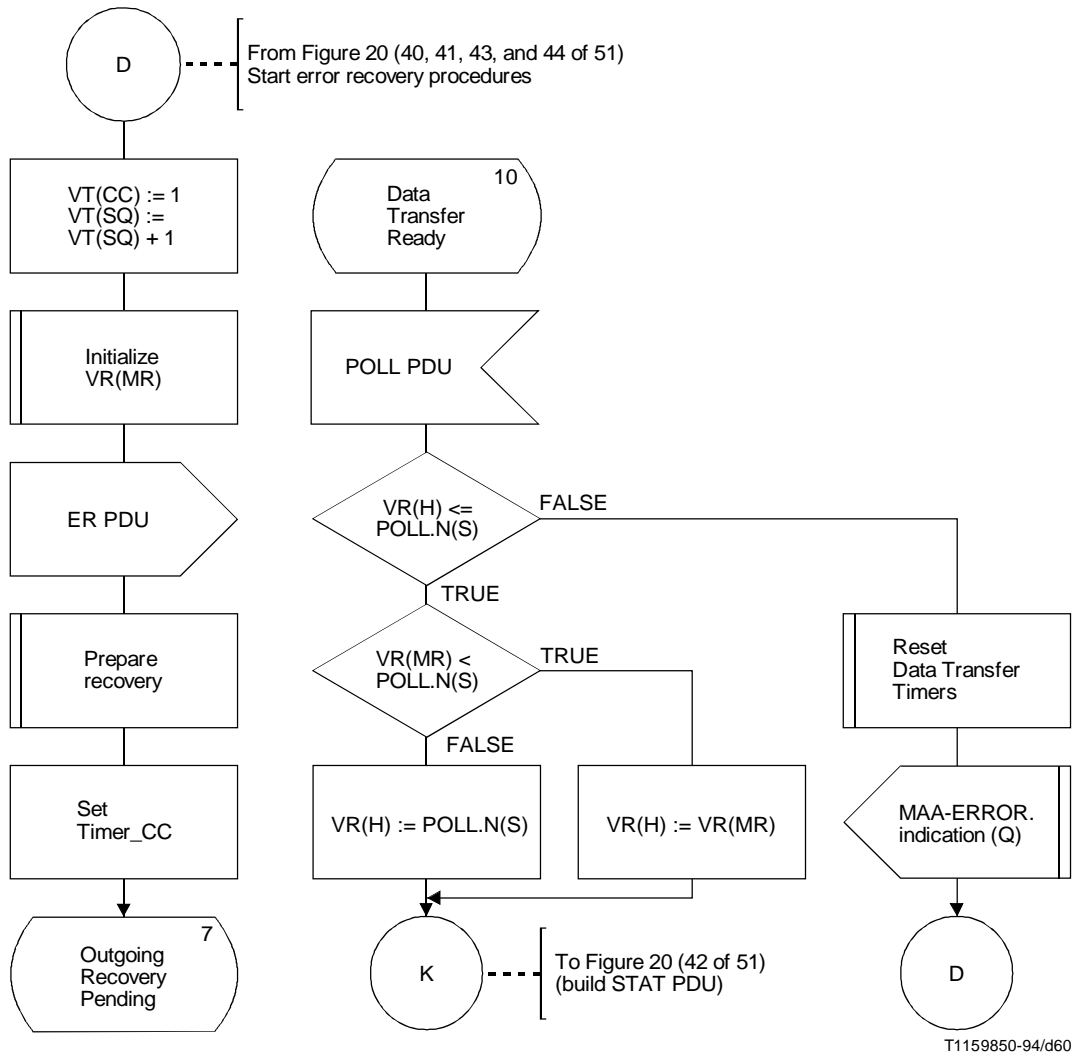 D
From Figure 20 (40, 41, 43, and 44 of 51)
Start error recovery procedures
VT(CC) := 1
VT(SQ) :=
VT(SQ) + 1
Initialize
VR(MR)
ER PDU
Prepare
recovery
Set
Timer_CC
7
Outgoing
Recovery
Pending
10
Data
Transfer
Ready
POLL PDU
VR(H) <=
POLL.N(S)
FALSE
TRUE
VR(MR) <
POLL.N(S)
TRUE
FALSE
VR(H) := POLL.N(S)
VR(H) := VR(MR)
K
To Figure 20 (42 of 51)
(build STAT PDU)
Reset
Data Transfer
Timers
MAA-ERROR.
indication (Q)
D
T1159850-94/d60